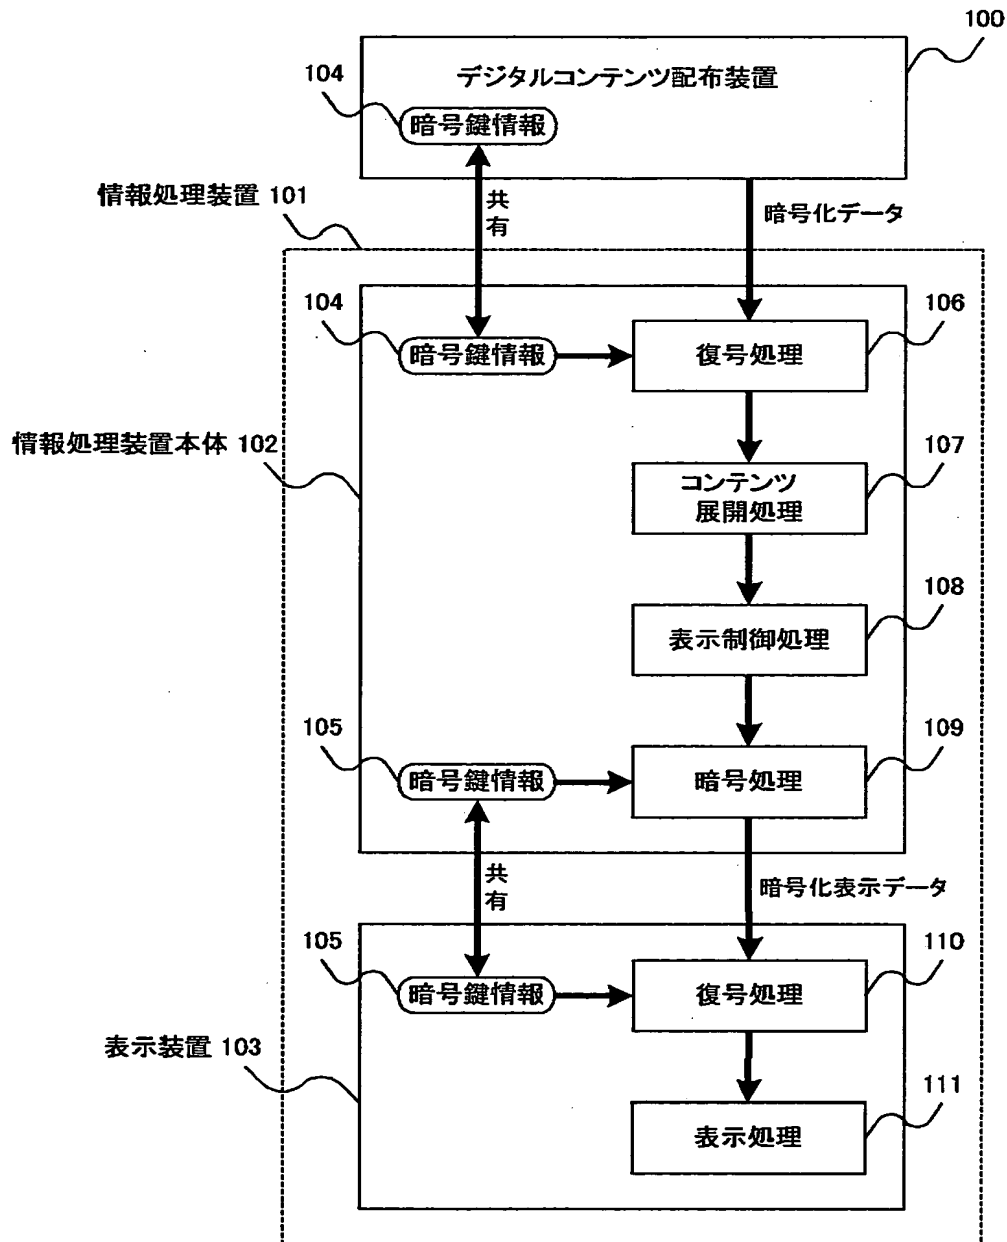 100
デジタルコンテンツ配布装置
104
暗号鍵情報
情報処理装置 101
共有
暗号化データ
104
暗号鍵情報
106
復号処理
情報処理装置本体 102
107
コンテンツ
展開処理
108
表示制御処理
105
暗号鍵情報
109
暗号処理
共有
暗号化表示データ
105
暗号鍵情報
110
復号処理
表示装置 103
111
表示処理